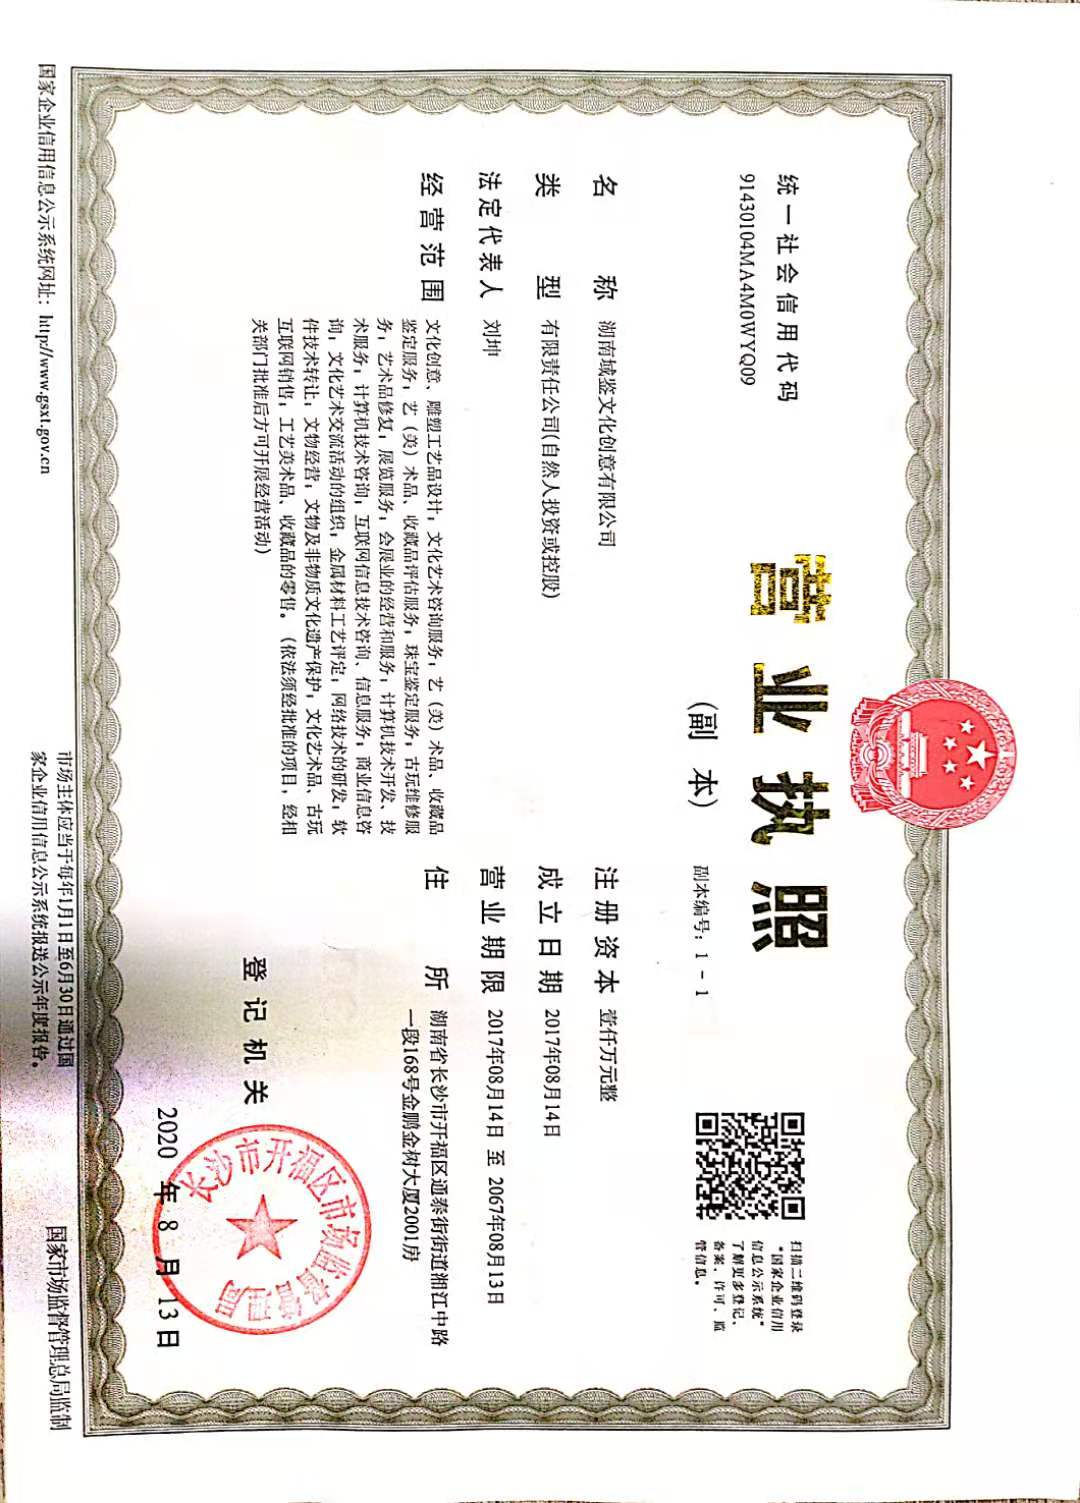 营业执照
(副 本)
副本编号：1 - 1
统一社会信用代码
91430104MA4M0WYQ09
扫描二维码登录
“国家企业信用
信息公示系统”
了解更多登记、
备案、许可、监
管信息。
名 称 湖南域鉴文化创意有限公司
类 型 有限责任公司(自然人投资或控股)
法定代表人 刘坤
经营范围 文化创意、雕塑工艺品设计；文化艺术咨询服务；艺（美）术品、收藏品
鉴定服务；艺（美）术品、收藏品评估服务；珠宝鉴定服务；古玩维修服
务；艺术品修复；展览服务；会展业的经营和服务；计算机技术开发、技
术服务；计算机技术咨询；互联网信息技术咨询、信息服务；商业信息咨
询；文化艺术交流活动的组织；金属材料工艺评定；网络技术的研发；软
件技术转让；文物经营；文物及非物质文化遗产保护；文化艺术品、古玩
互联网销售；工艺美术品、收藏品的零售。（依法须经批准的项目，经相
关部门批准后方可开展经营活动）
注册资本 壹仟万元整
成立日期 2017年08月14日
营业期限 2017年08月14日 至 2067年08月13日
住 所 湖南省长沙市开福区通泰街街道湘江中路
一段168号金鹏金树大厦2001房
登记机关
长沙市开福区市场监督管理局
2020 年 8 月 13 日
国家企业信用信息公示系统网址：http://www.gsxt.gov.cn
市场主体应当于每年1月1日至6月30日通过国
家企业信用信息公示系统报送公示年度报告。
国家市场监督管理总局监制